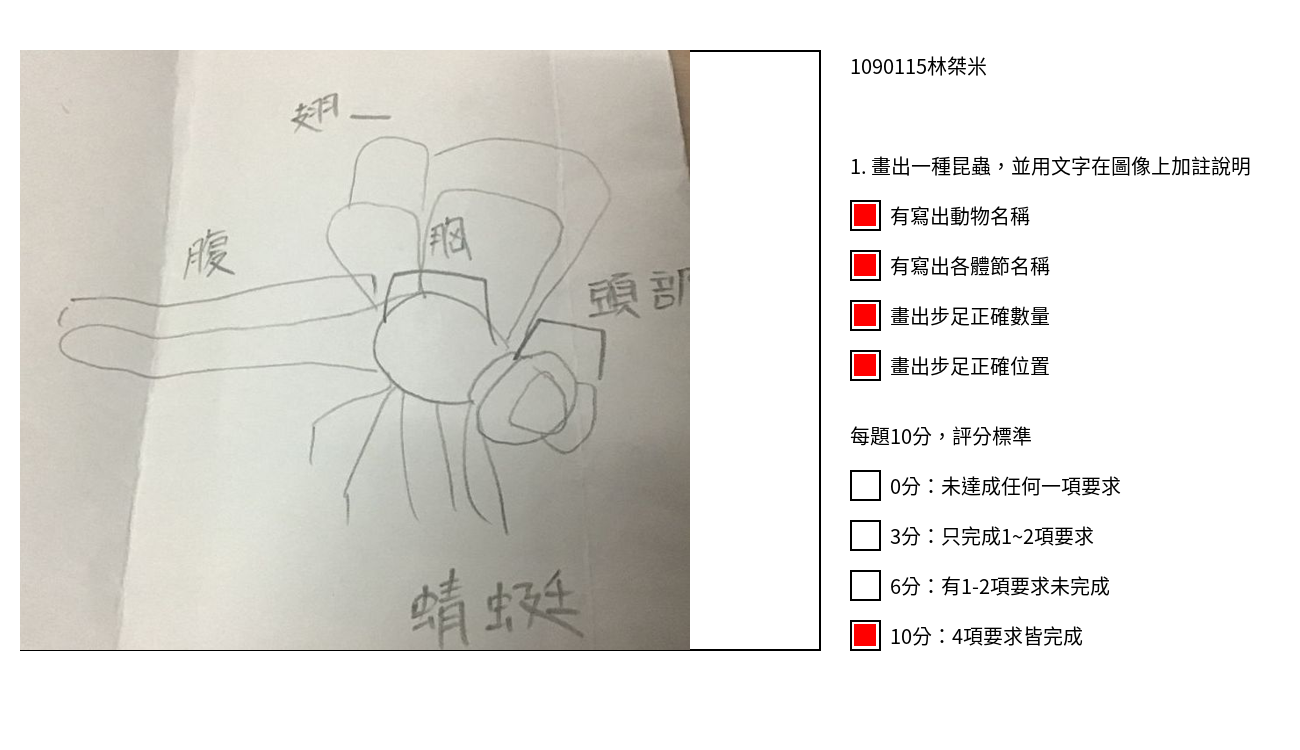 翅
腹
胸
頭部
蜻蜓
1090115林桀米
1. 畫出一種昆蟲，並用文字在圖像上加註說明
有寫出動物名稱
有寫出各體節名稱
畫出步足正確數量
畫出步足正確位置
每題10分，評分標準
0分：未達成任何一項要求
3分：只完成1~2項要求
6分：有1-2項要求未完成
10分：4項要求皆完成